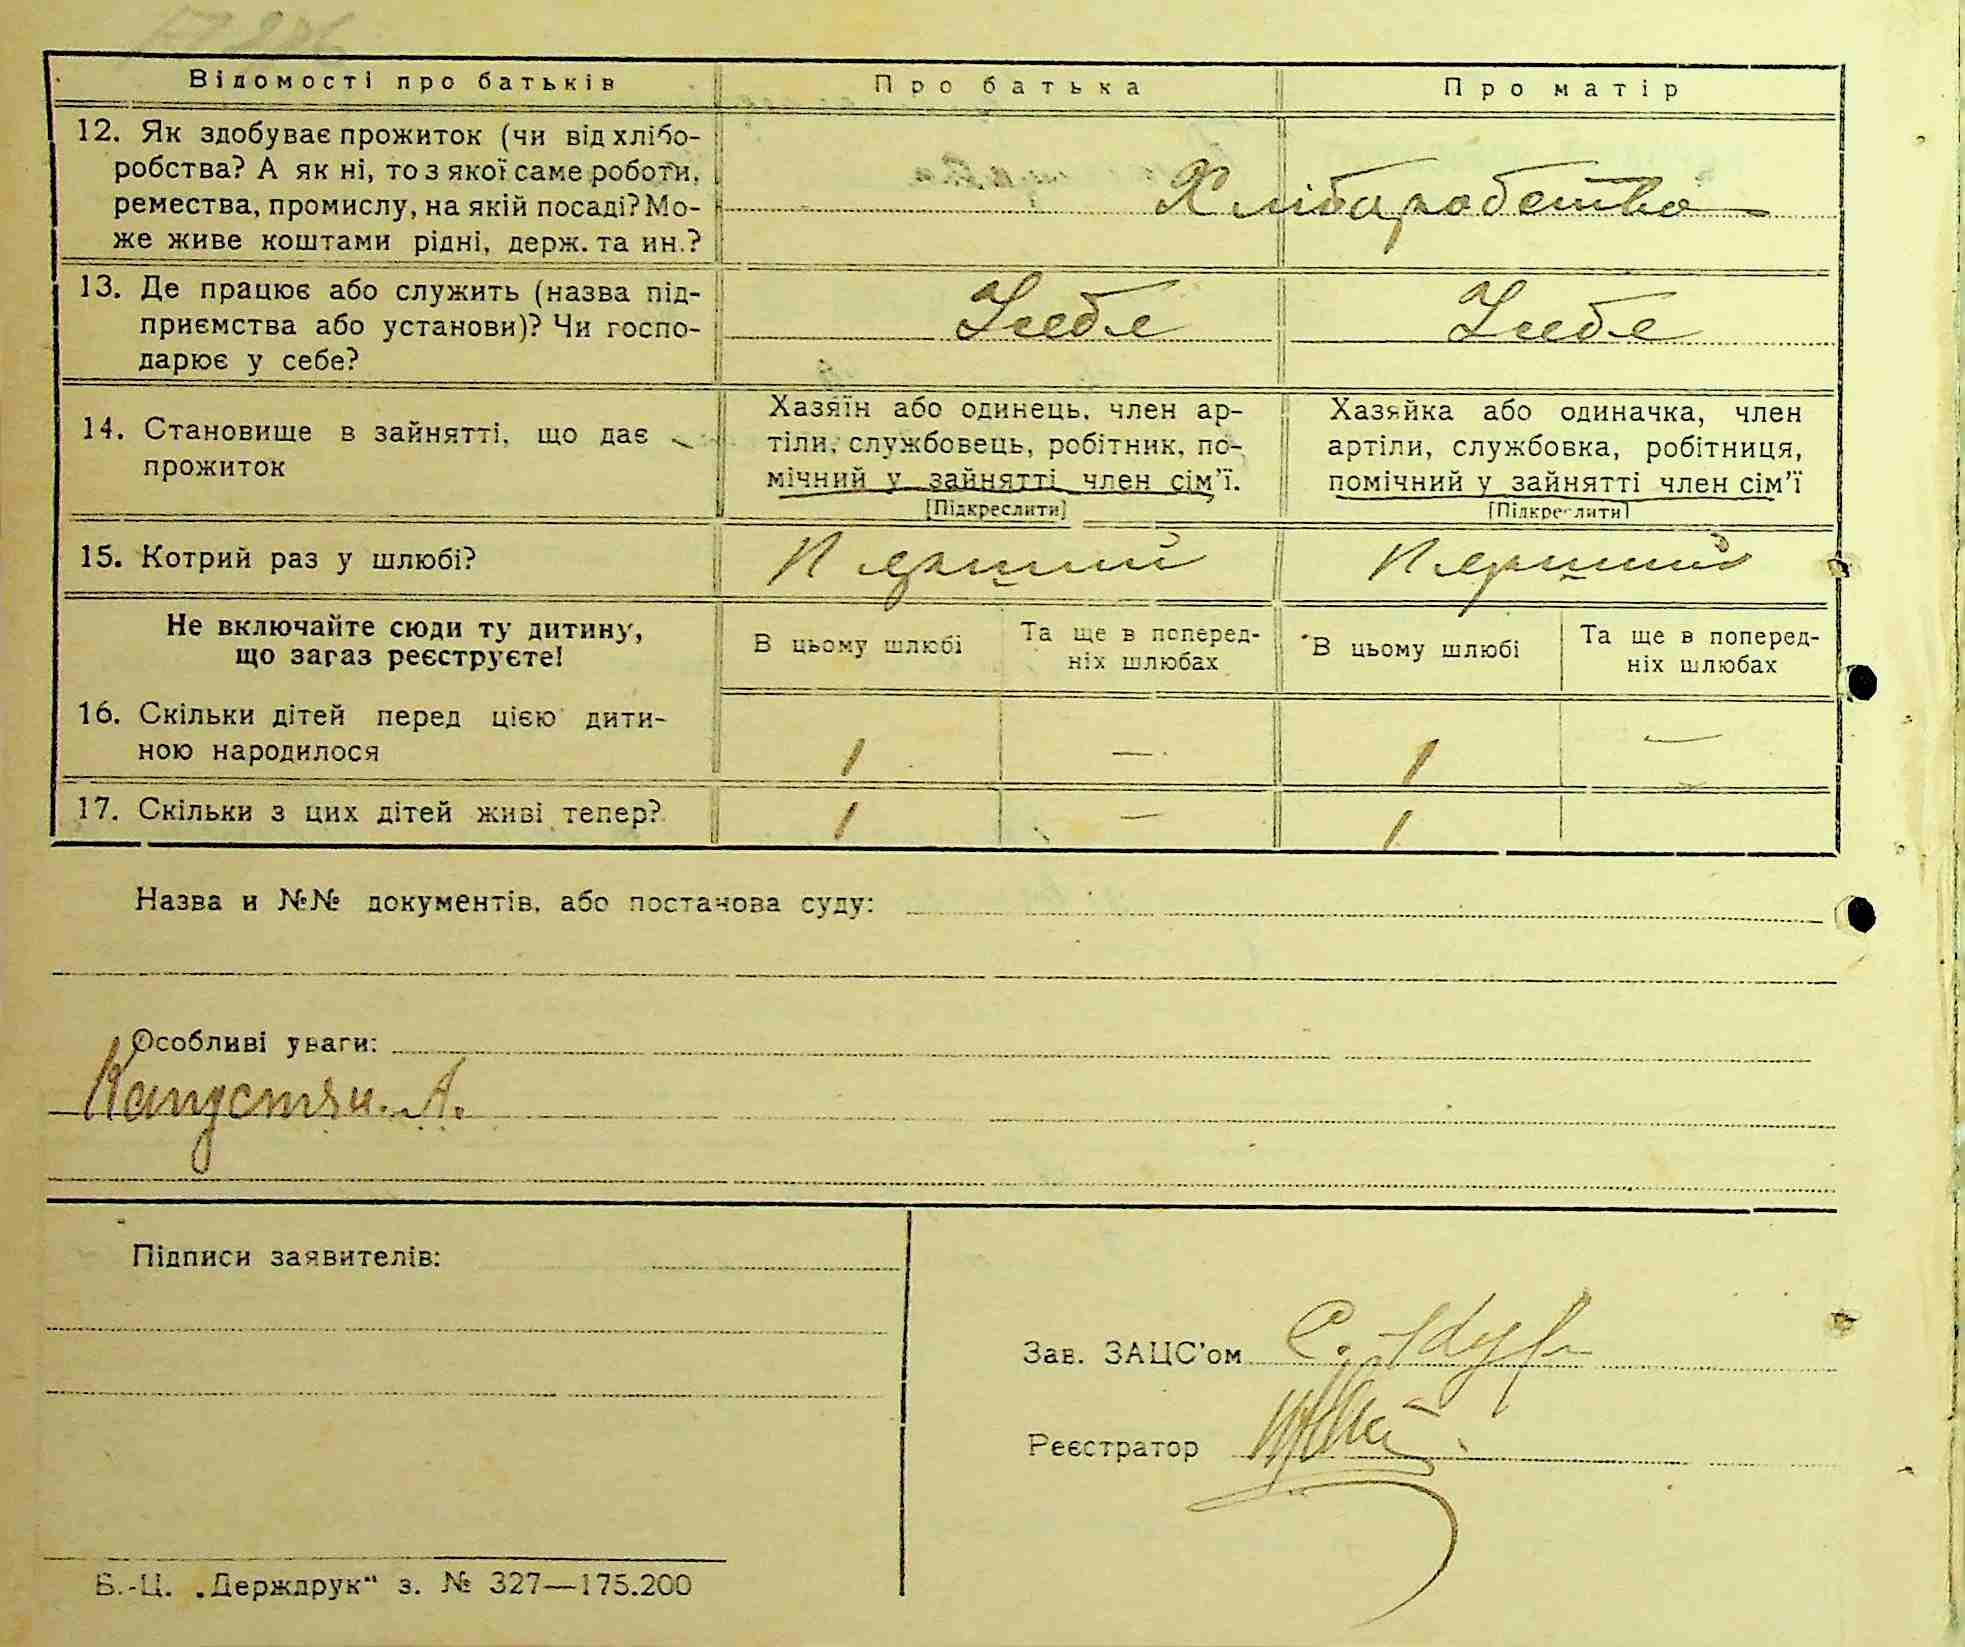 Відомості про батьків Про батька Про матір
12. Як здобуває прожиток (чи від хлібо-
робства? А як ні, то з якої саме роботи,
ремества, промислу, на якій посаді? Мо-
же живе коштами рідні, держ. та ин.?
Хлібаробство
13. Де працює або служить (назва під-
приємства або установи)? Чи госпо-
дарює у себе?
У себе У себе
14. Становище в зайнятті, що дає
прожиток
Хазяїн або одинець, член ар-
тіли, службовець, робітник, по-
мічний у зайнятті член сім'ї.
[Підкреслити]
Хазяйка або одиначка, член
артіли, службовка, робітниця,
помічний у зайнятті член сім'ї
[Підкреслити]
15. Котрий раз у шлюбі? Перший Перший
Не включайте сюди ту дитину,
що зараз реєструєте!
В цьому шлюбі
Та ще в поперед-
ніх шлюбах
В цьому шлюбі
Та ще в поперед-
ніх шлюбах
16. Скільки дітей перед цією дити-
ною народилося
1 — 1 —
17. Скільки з цих дітей живі тепер? 1 — 1
Назва и №№ документів, або постанова суду:
Особливі уваги:
Капустян. А.
Підписи заявителів:
Зав. ЗАЦС'ом С.
Реєстратор
Б.-Ц. „Держдрук" з. № 327—175.200